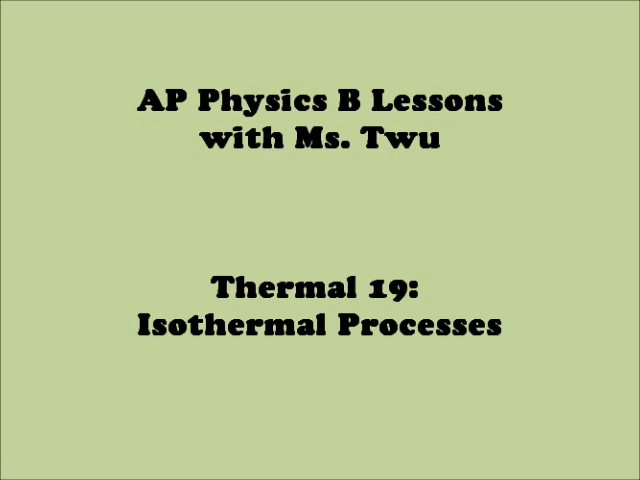 AP Physics B Lessons
with Ms. Twu
Thermal 19:
Isothermal Processes